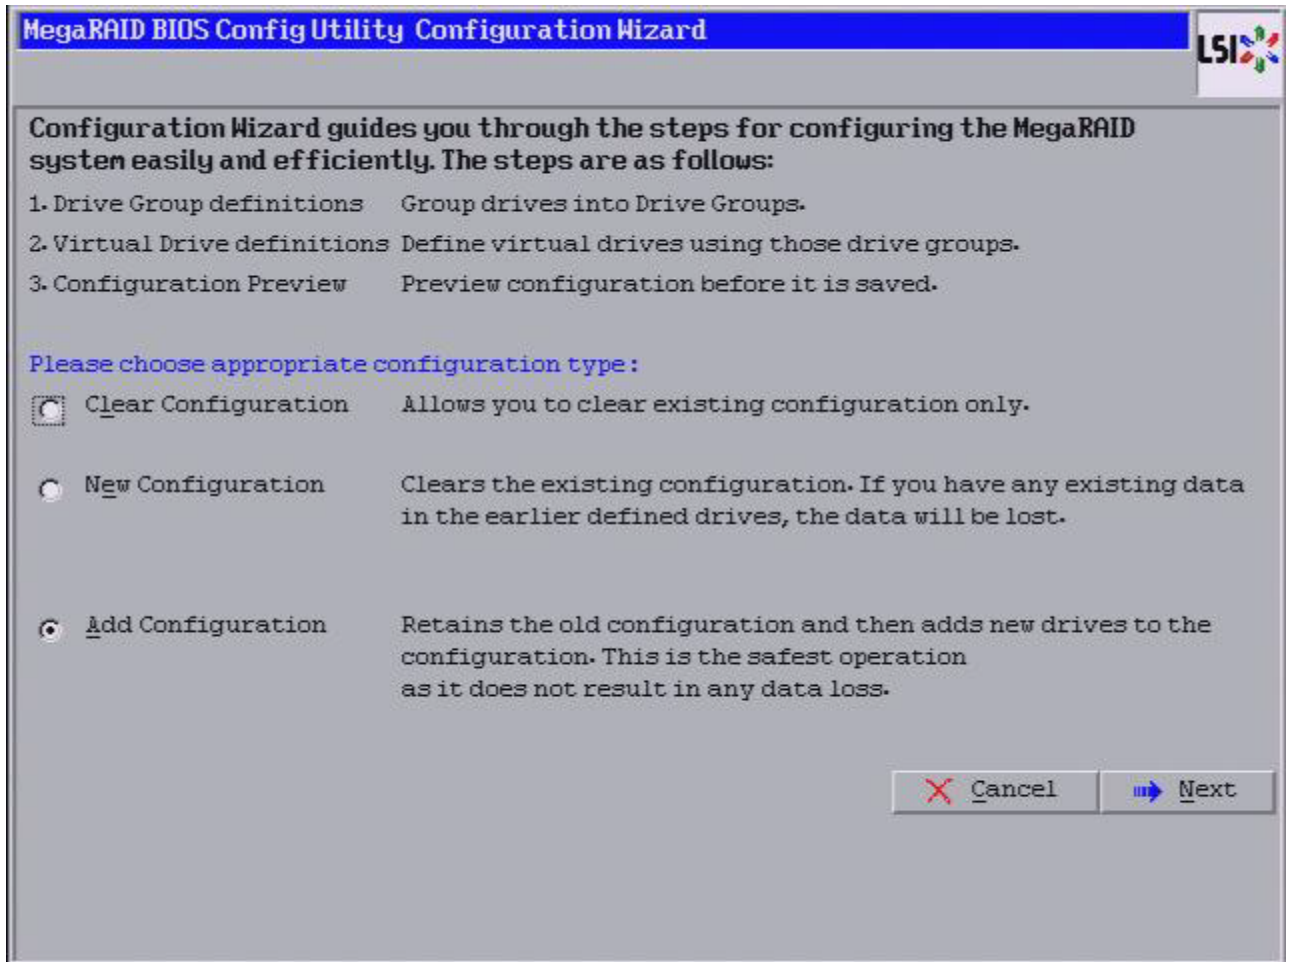 MegaRAID BIOS Config Utility Configuration Wizard
LSI
Configuration Wizard guides you through the steps for configuring the MegaRAID
system easily and efficiently. The steps are as follows:
1. Drive Group definitions Group drives into Drive Groups.
2. Virtual Drive definitions Define virtual drives using those drive groups.
3. Configuration Preview Preview configuration before it is saved.
Please choose appropriate configuration type:
Clear Configuration Allows you to clear existing configuration only.
New Configuration Clears the existing configuration. If you have any existing data
in the earlier defined drives, the data will be lost.
Add Configuration Retains the old configuration and then adds new drives to the
configuration. This is the safest operation
as it does not result in any data loss.
Cancel Next